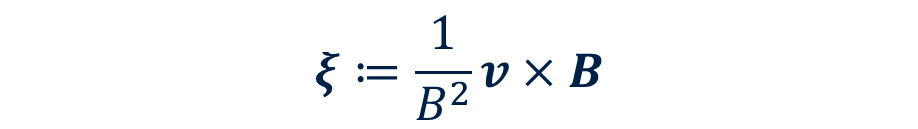 𝝃 ≔ 1/B² 𝒗 × 𝑩